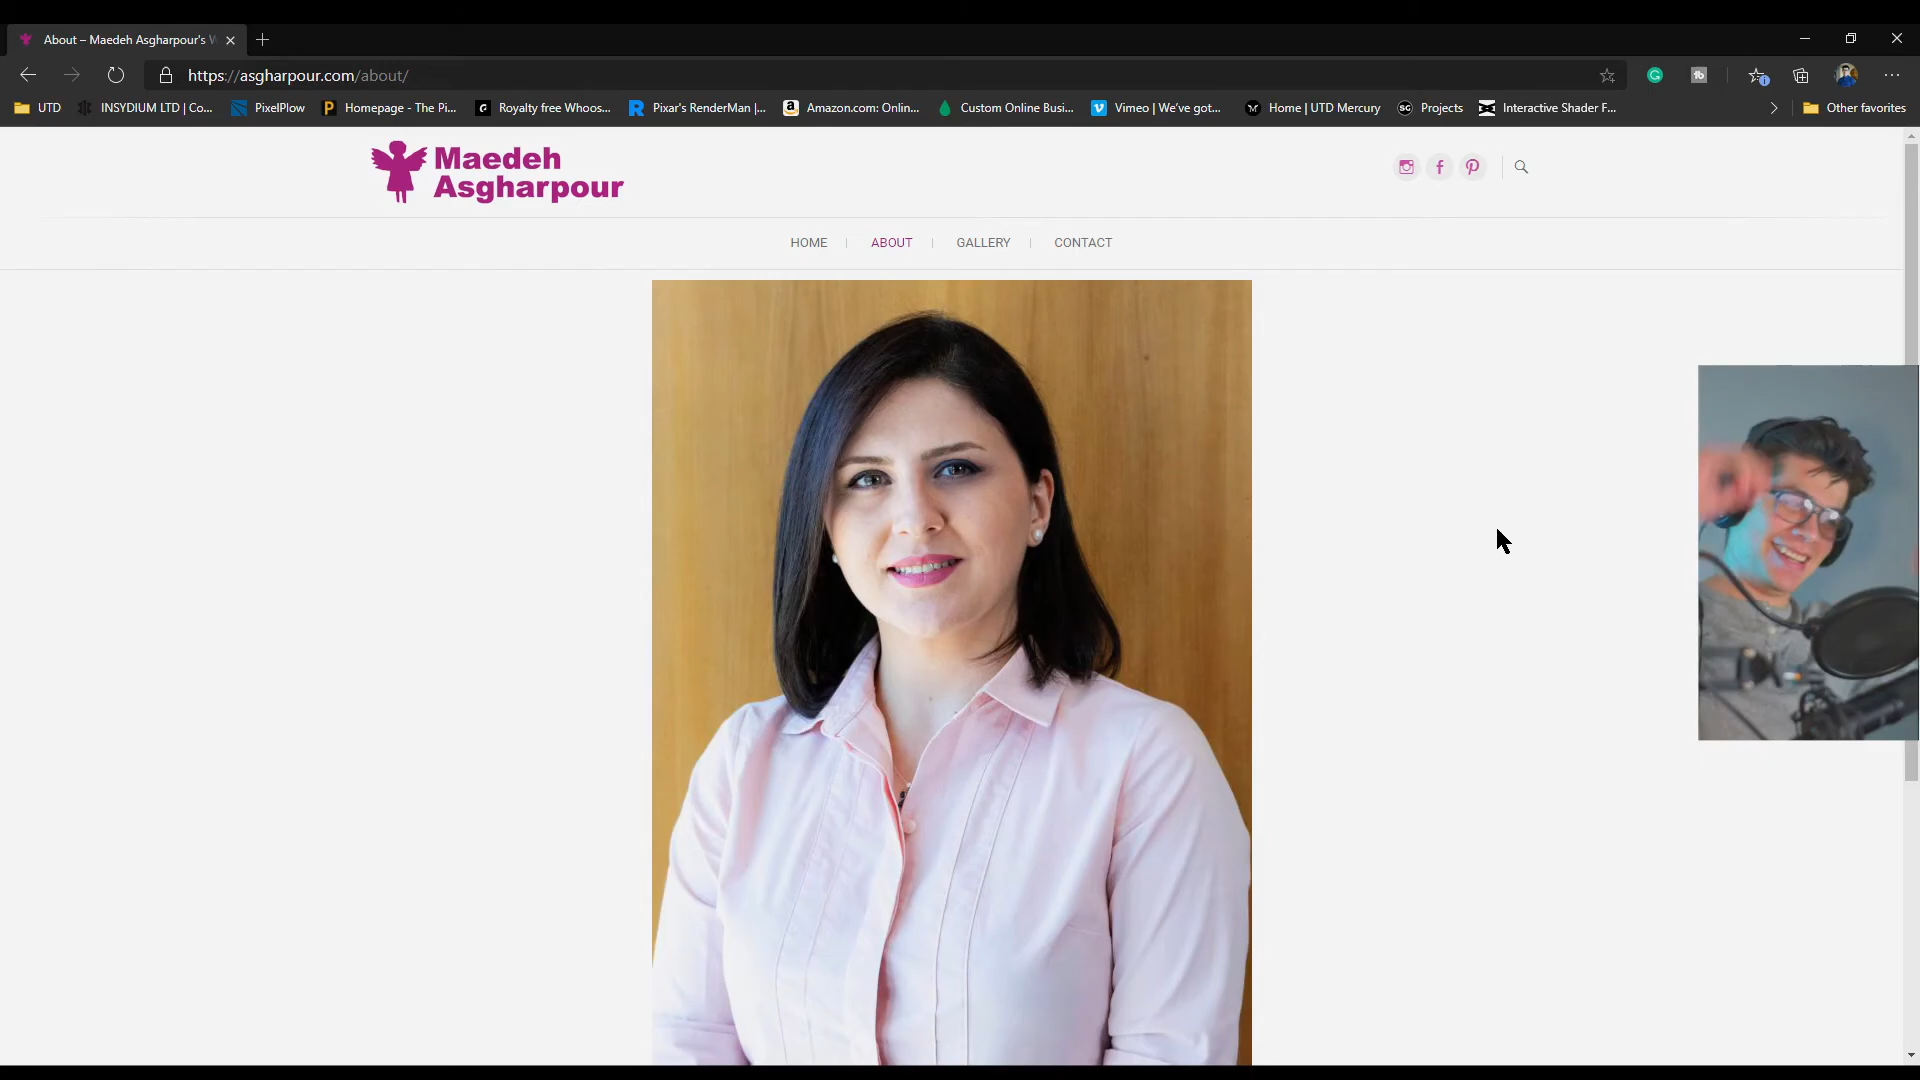 About – Maedeh Asgharpour's W
https://asgharpour.com/about/
UTD
INSYDIUM LTD | Co...
PixelPlow
Homepage - The Pi...
Royalty free Whoos...
Pixar's RenderMan |...
Amazon.com: Onlin...
Custom Online Busi...
Vimeo | We've got...
Home | UTD Mercury
Projects
Interactive Shader F...
Other favorites
Maedeh
Asgharpour
HOME
ABOUT
GALLERY
CONTACT